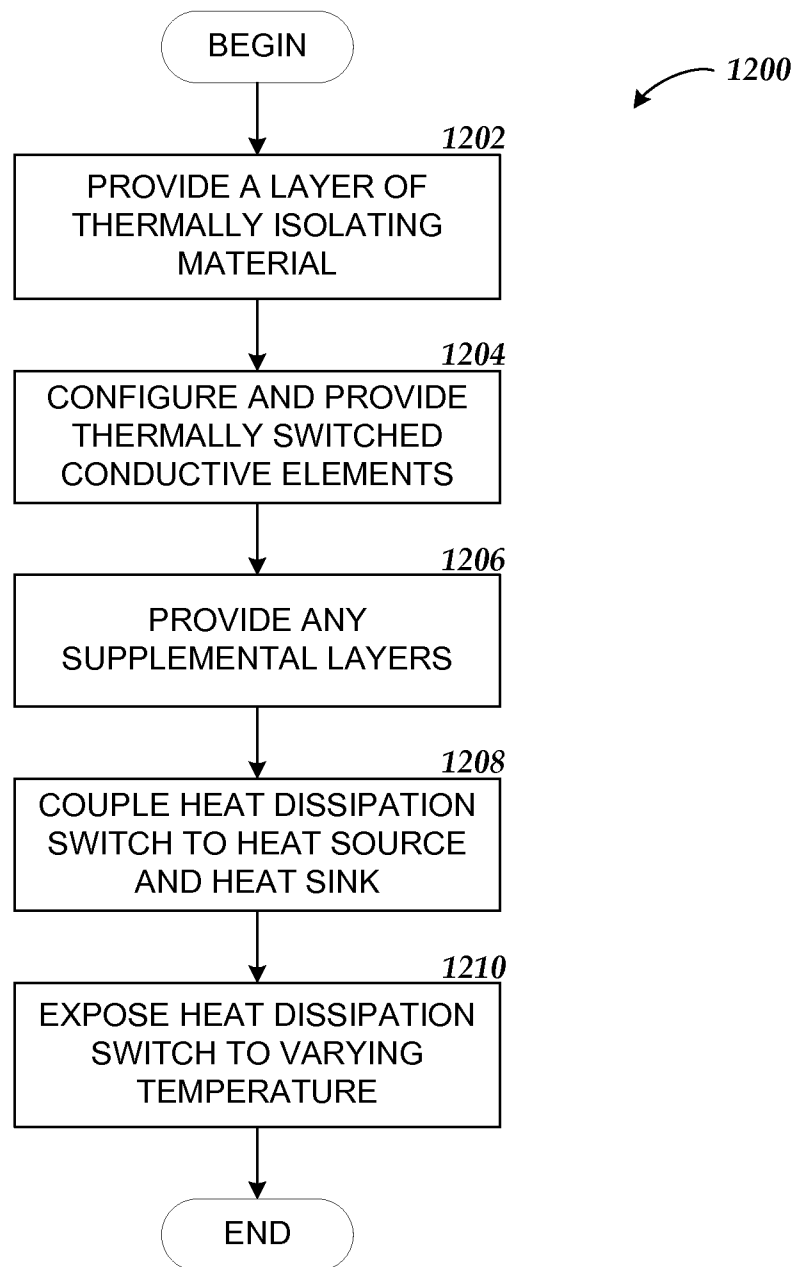 BEGIN
1200
1202
PROVIDE A LAYER OF
THERMALLY ISOLATING
MATERIAL
1204
CONFIGURE AND PROVIDE
THERMALLY SWITCHED
CONDUCTIVE ELEMENTS
1206
PROVIDE ANY
SUPPLEMENTAL LAYERS
1208
COUPLE HEAT DISSIPATION
SWITCH TO HEAT SOURCE
AND HEAT SINK
1210
EXPOSE HEAT DISSIPATION
SWITCH TO VARYING
TEMPERATURE
END